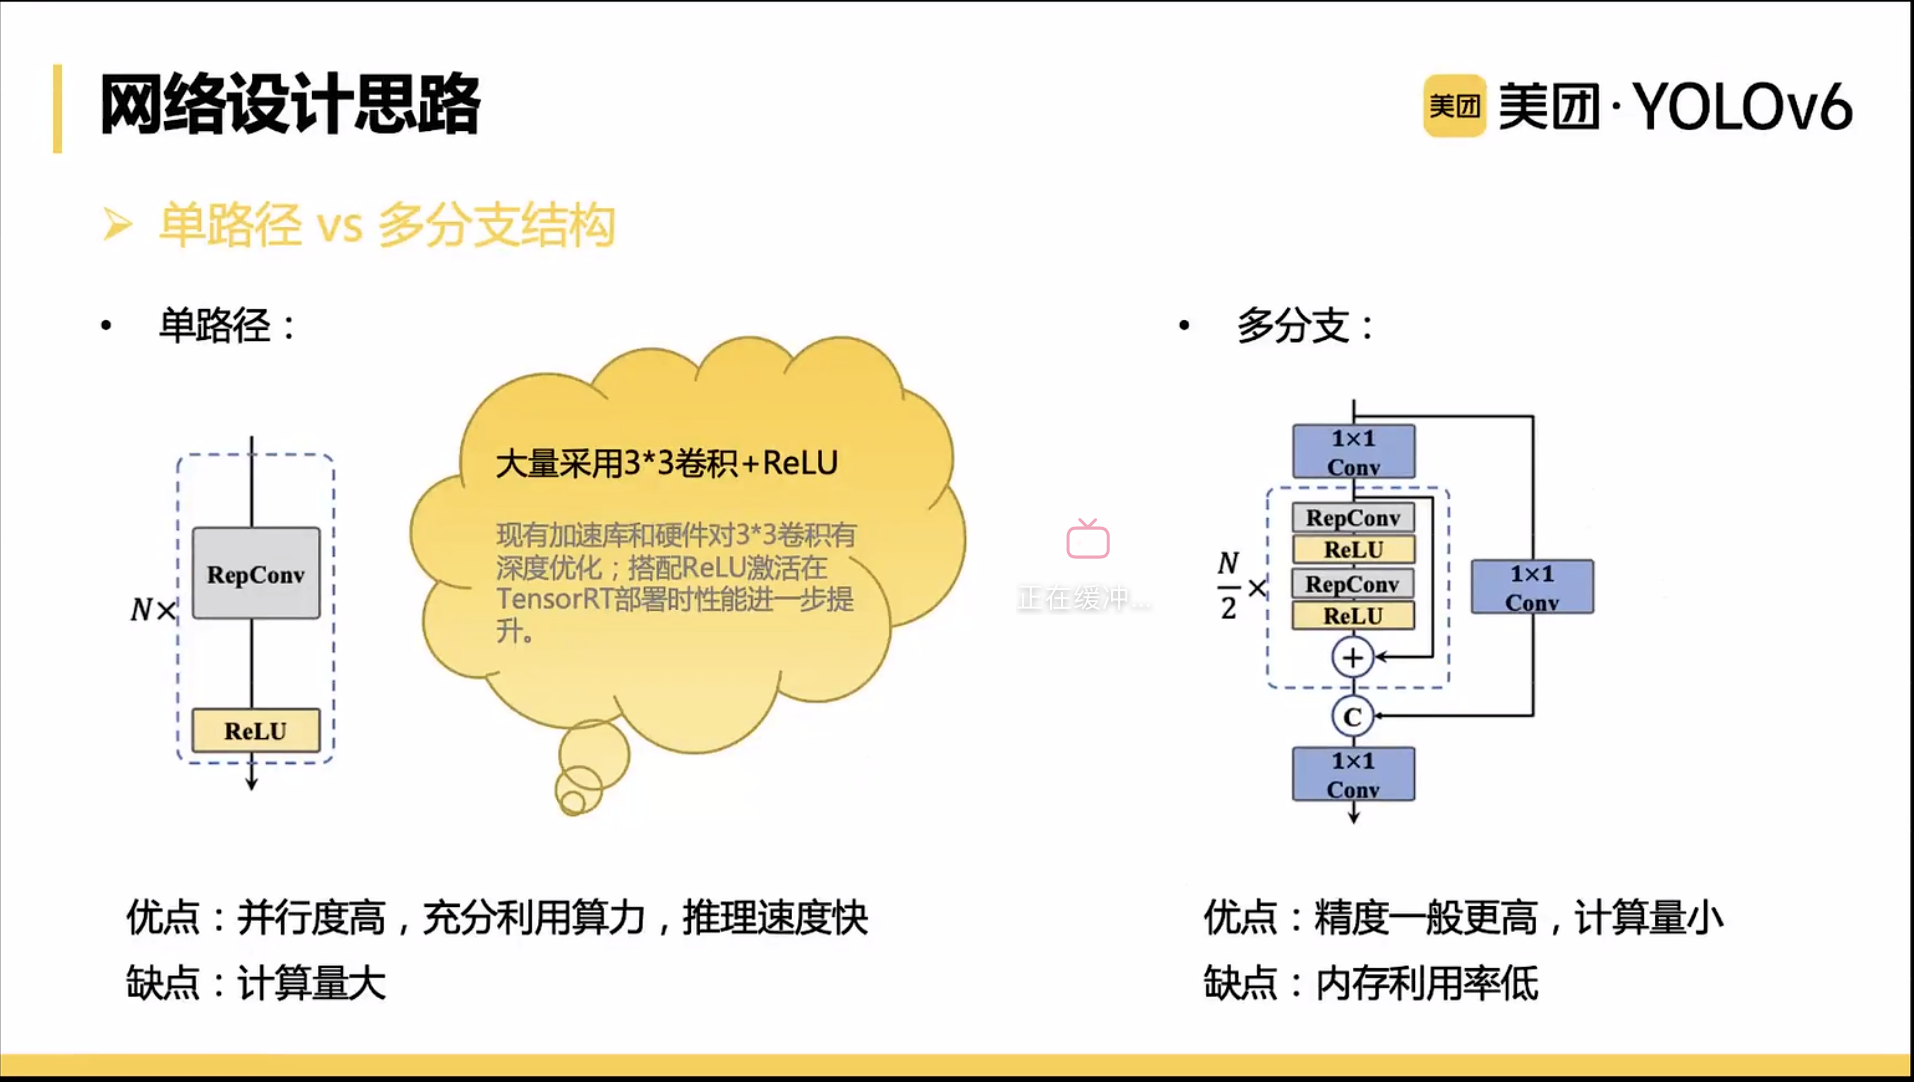 网络设计思路
美团 美团·YOLOv6
单路径 vs 多分支结构
单路径：
N×
RepConv
ReLU
大量采用3*3卷积+ReLU
现有加速库和硬件对3*3卷积有
深度优化；搭配ReLU激活在
TensorRT部署时性能进一步提
升。
正在缓冲...
多分支：
1×1
Conv
N/2 ×
RepConv
ReLU
RepConv
ReLU
+
C
1×1
Conv
1×1
Conv
优点：并行度高，充分利用算力，推理速度快
缺点：计算量大
优点：精度一般更高，计算量小
缺点：内存利用率低